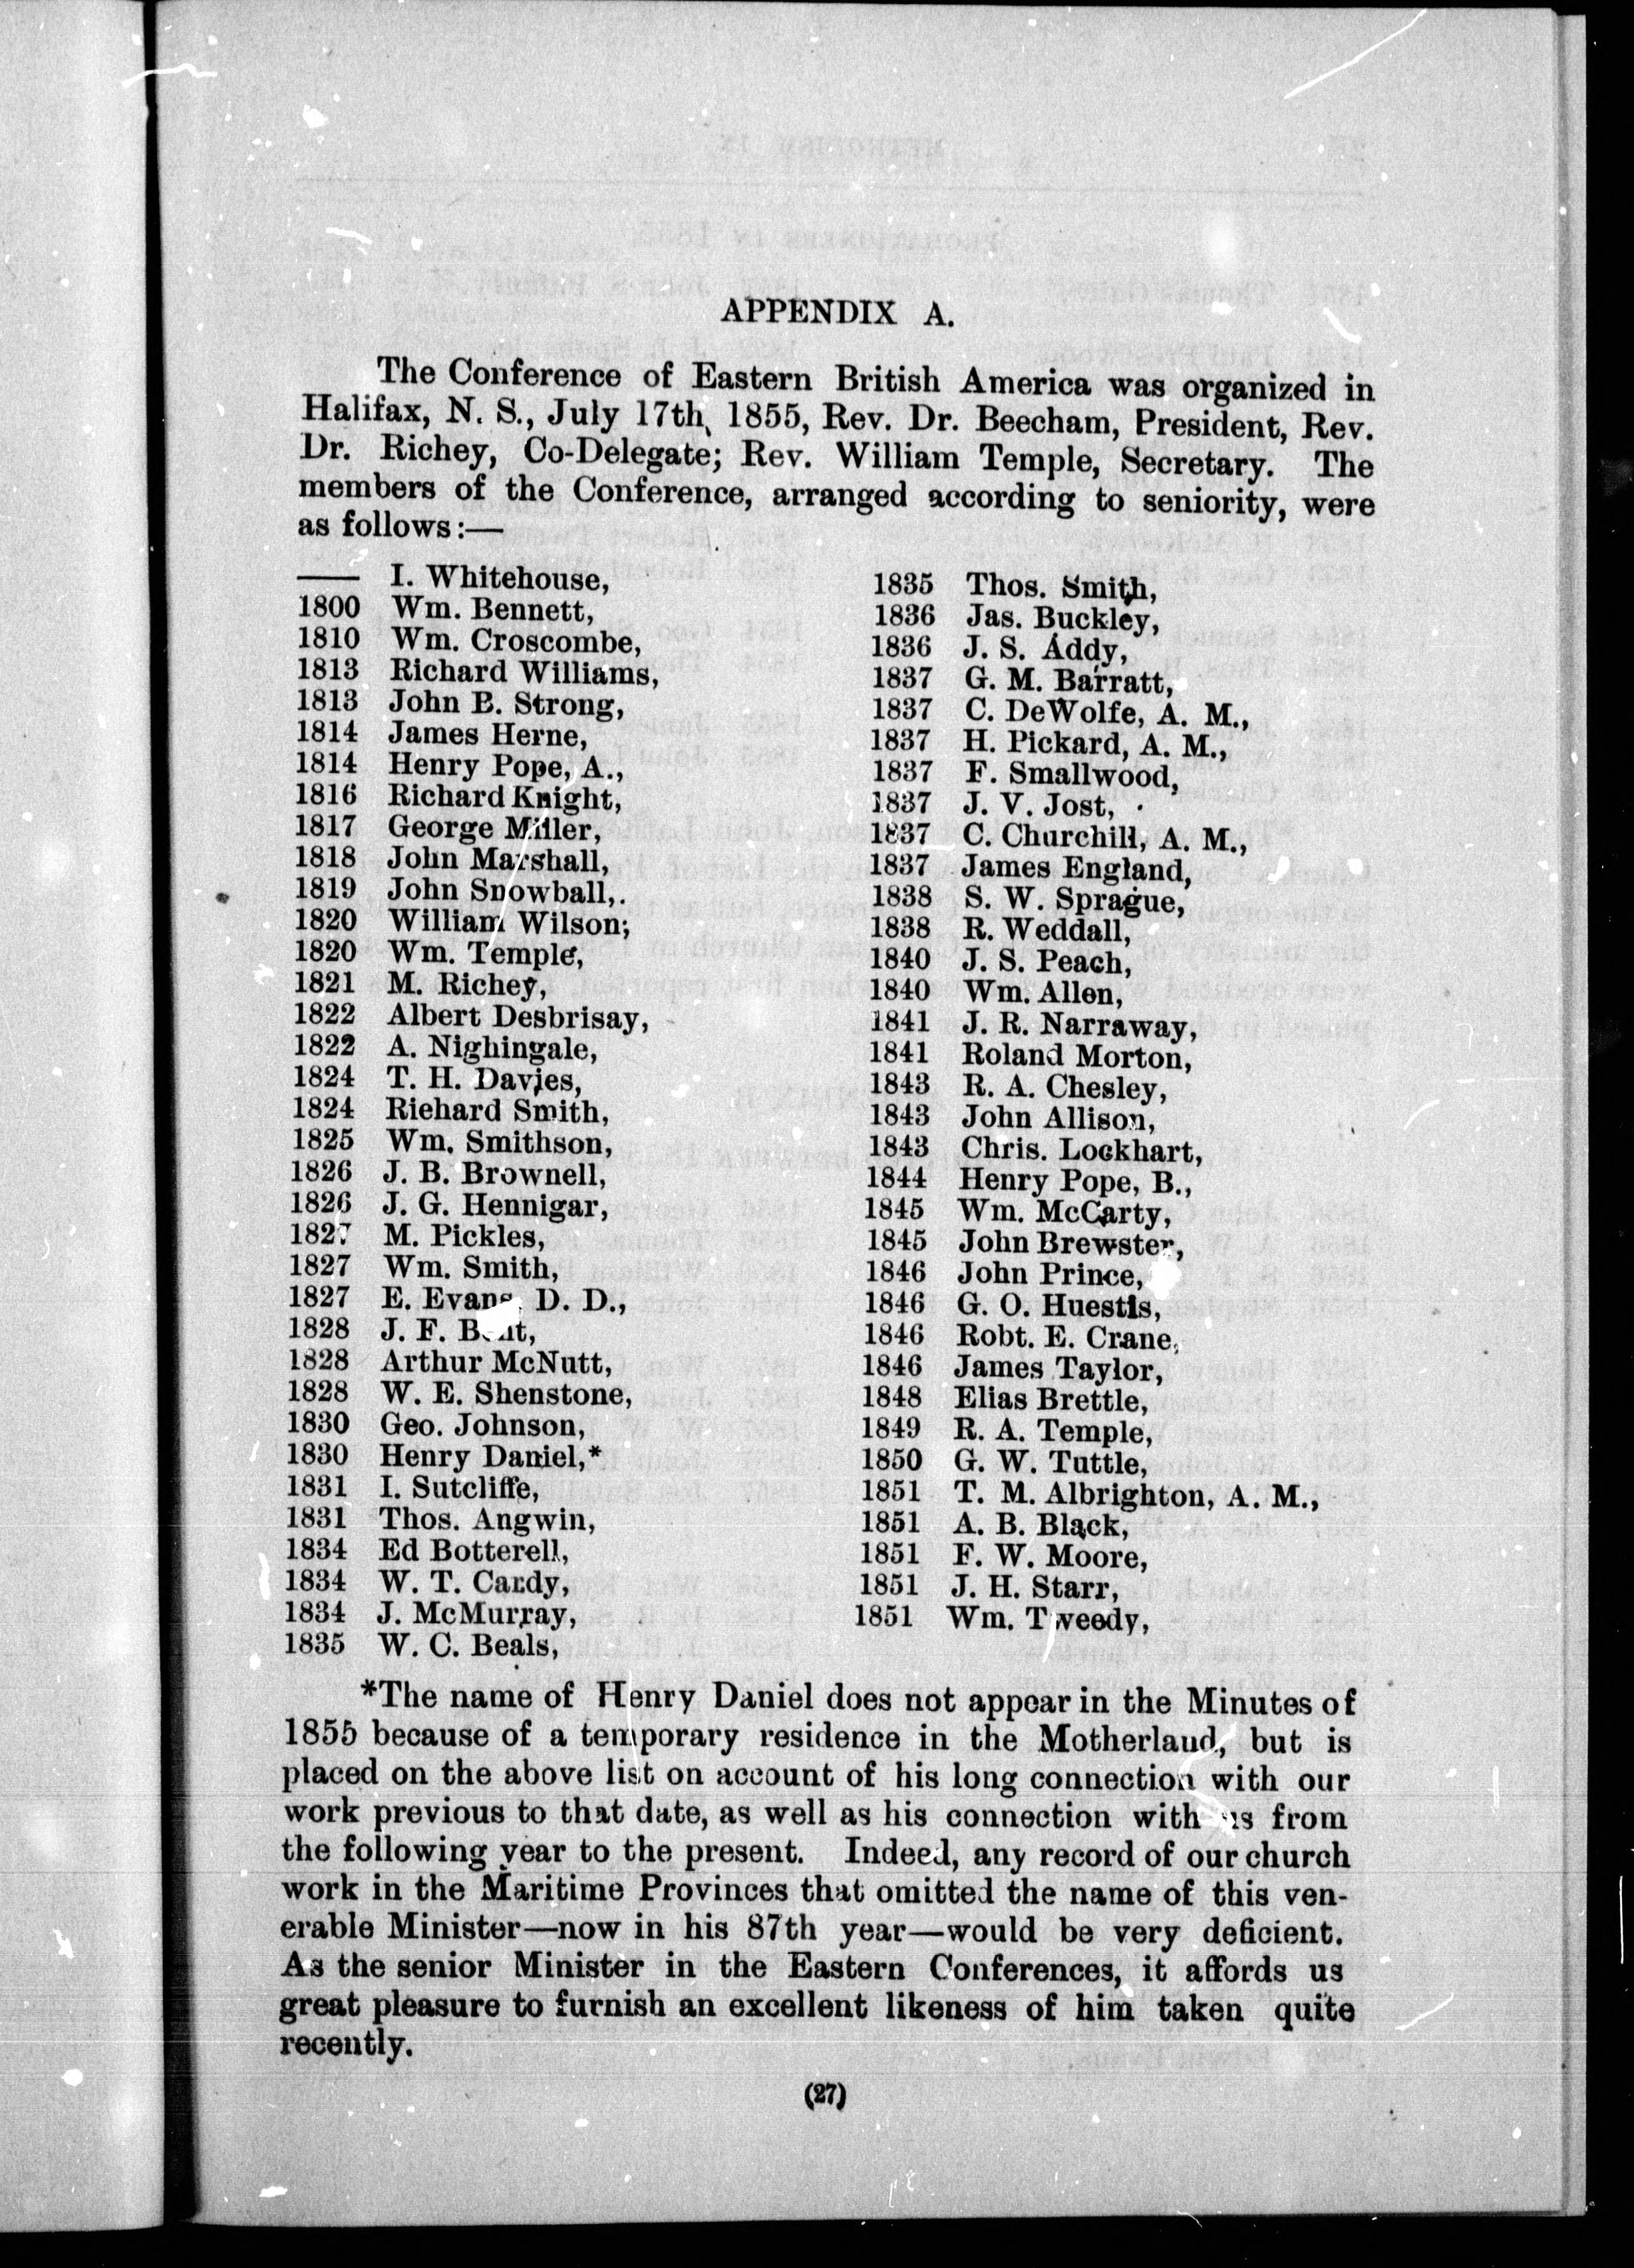 APPENDIX A.
The Conference of Eastern British America was organized in
Halifax, N. S., July 17th, 1855, Rev. Dr. Beecham, President, Rev.
Dr. Richey, Co-Delegate; Rev. William Temple, Secretary. The
members of the Conference, arranged according to seniority, were
as follows:—
—— I. Whitehouse,
1800 Wm. Bennett,
1810 Wm. Croscombe,
1813 Richard Williams,
1813 John B. Strong,
1814 James Herne,
1814 Henry Pope, A.,
1816 Richard Knight,
1817 George Miller,
1818 John Marshall,
1819 John Snowball,.
1820 William Wilson;
1820 Wm. Temple,
1821 M. Richey,
1822 Albert Desbrisay,
1822 A. Nighingale,
1824 T. H. Davies,
1824 Riehard Smith,
1825 Wm. Smithson,
1826 J. B. Brownell,
1826 J. G. Hennigar,
1827 M. Pickles,
1827 Wm. Smith,
1827 E. Evans, D. D.,
1828 J. F. Bent,
1828 Arthur McNutt,
1828 W. E. Shenstone,
1830 Geo. Johnson,
1830 Henry Daniel,*
1831 I. Sutcliffe,
1831 Thos. Angwin,
1834 Ed Botterell,
1834 W. T. Cardy,
1834 J. McMurray,
1835 W. C. Beals,
1835 Thos. Smith,
1836 Jas. Buckley,
1836 J. S. Addy,
1837 G. M. Barratt,
1837 C. DeWolfe, A. M.,
1837 H. Pickard, A. M.,
1837 F. Smallwood,
1837 J. V. Jost,
1837 C. Churchill, A. M.,
1837 James England,
1838 S. W. Sprague,
1838 R. Weddall,
1840 J. S. Peach,
1840 Wm. Allen,
1841 J. R. Narraway,
1841 Roland Morton,
1843 R. A. Chesley,
1843 John Allison,
1843 Chris. Lockhart,
1844 Henry Pope, B.,
1845 Wm. McCarty,
1845 John Brewster,
1846 John Prince,
1846 G. O. Huestis,
1846 Robt. E. Crane,
1846 James Taylor,
1848 Elias Brettle,
1849 R. A. Temple,
1850 G. W. Tuttle,
1851 T. M. Albrighton, A. M.,
1851 A. B. Black,
1851 F. W. Moore,
1851 J. H. Starr,
1851 Wm. Tweedy,
*The name of Henry Daniel does not appear in the Minutes of
1855 because of a temporary residence in the Motherland, but is
placed on the above list on account of his long connection with our
work previous to that date, as well as his connection with us from
the following year to the present. Indeed, any record of our church
work in the Maritime Provinces that omitted the name of this ven-
erable Minister—now in his 87th year—would be very deficient.
As the senior Minister in the Eastern Conferences, it affords us
great pleasure to furnish an excellent likeness of him taken quite
recently.
(27)